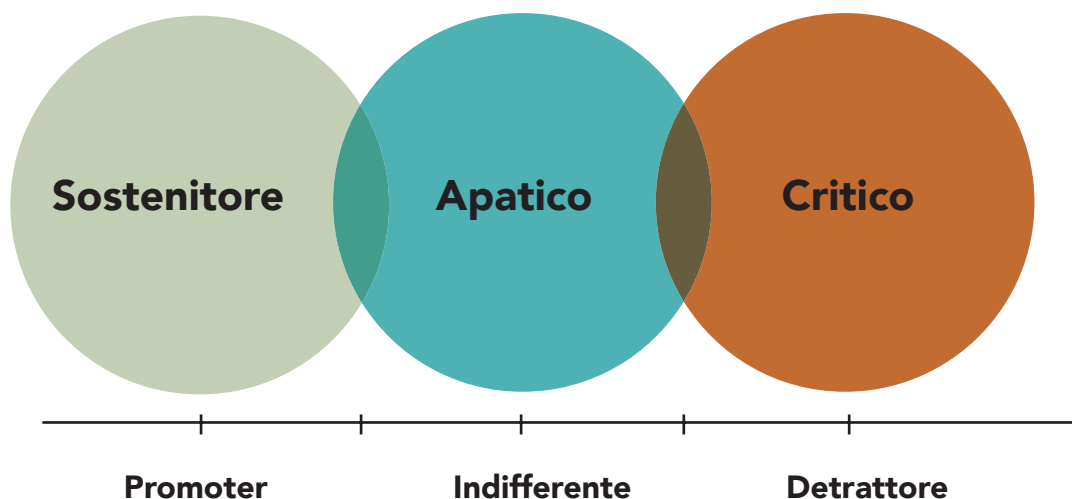 Sostenitore
Apatico
Critico
Promoter
Indifferente
Detrattore